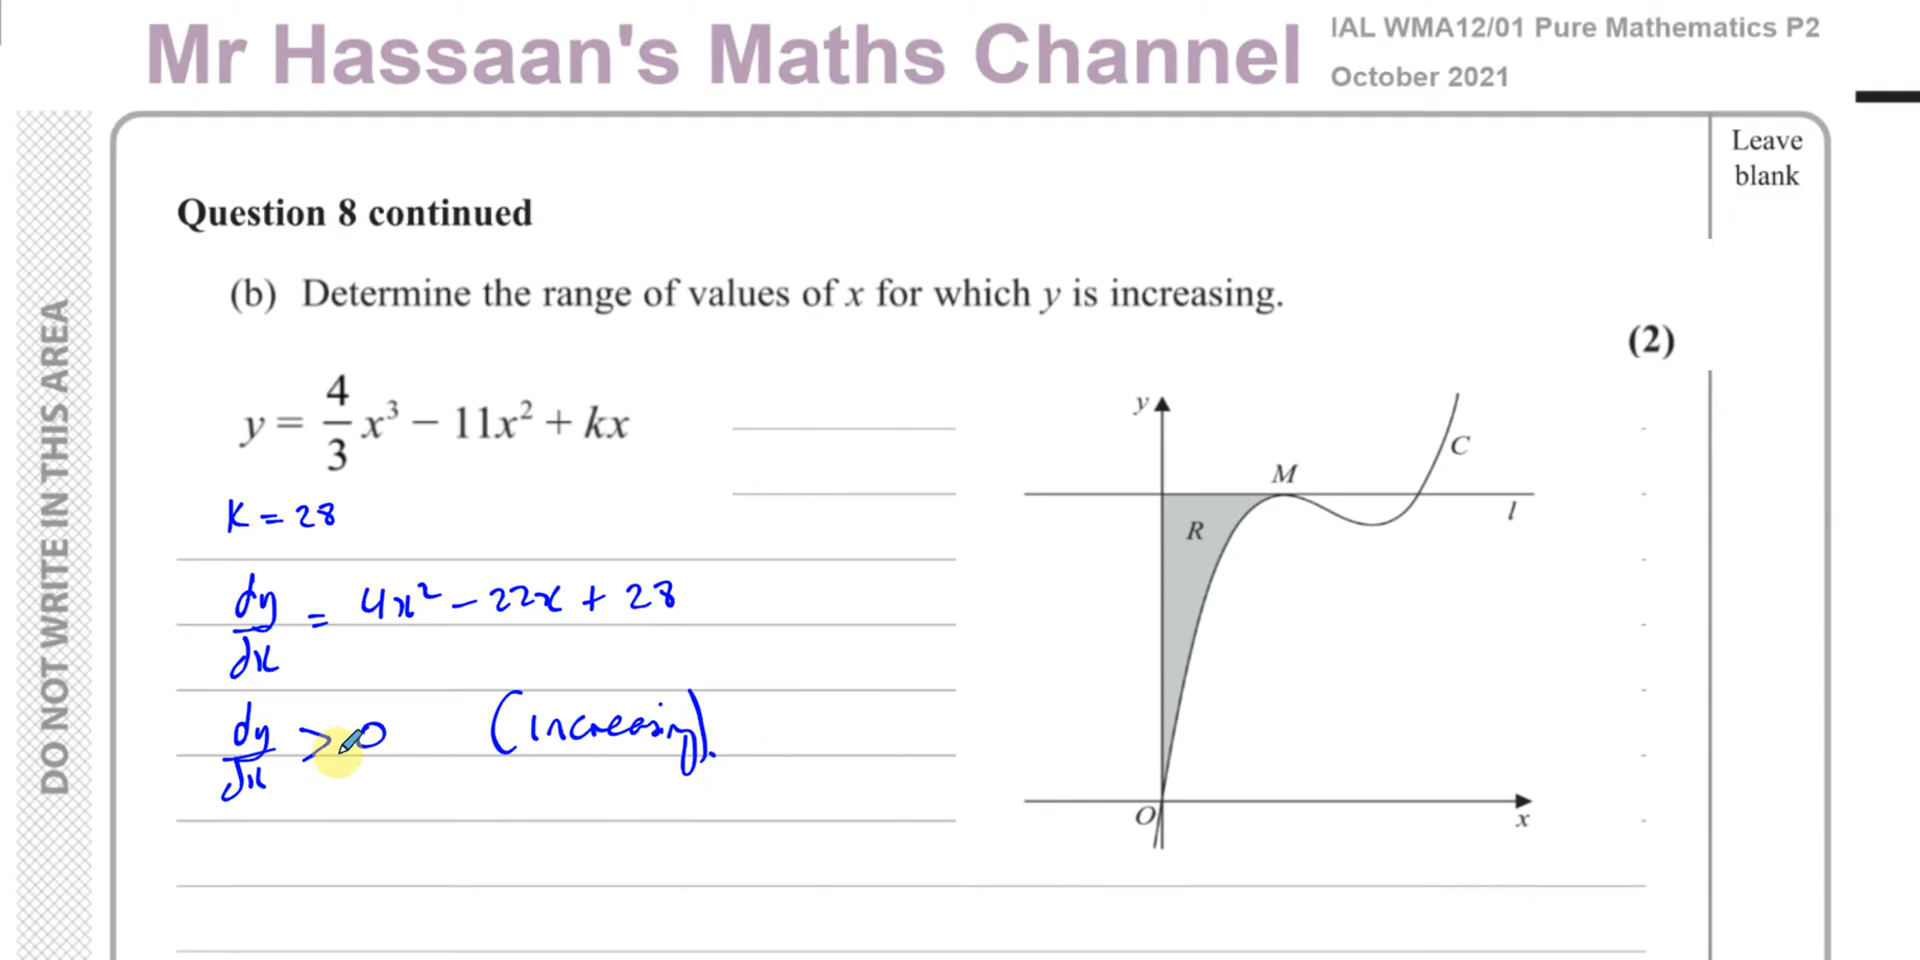 Mr Hassaan's Maths Channel
IAL WMA12/01 Pure Mathematics P2
October 2021
Leave
blank
DO NOT WRITE IN THIS AREA
Question 8 continued
(b) Determine the range of values of x for which y is increasing.
(2)
y = 4/3 x³ − 11x² + kx
K = 28
dy/dx = 4x² − 22x + 28
dy/dx > 0 (Increasing).
y
M
C
l
R
O
x